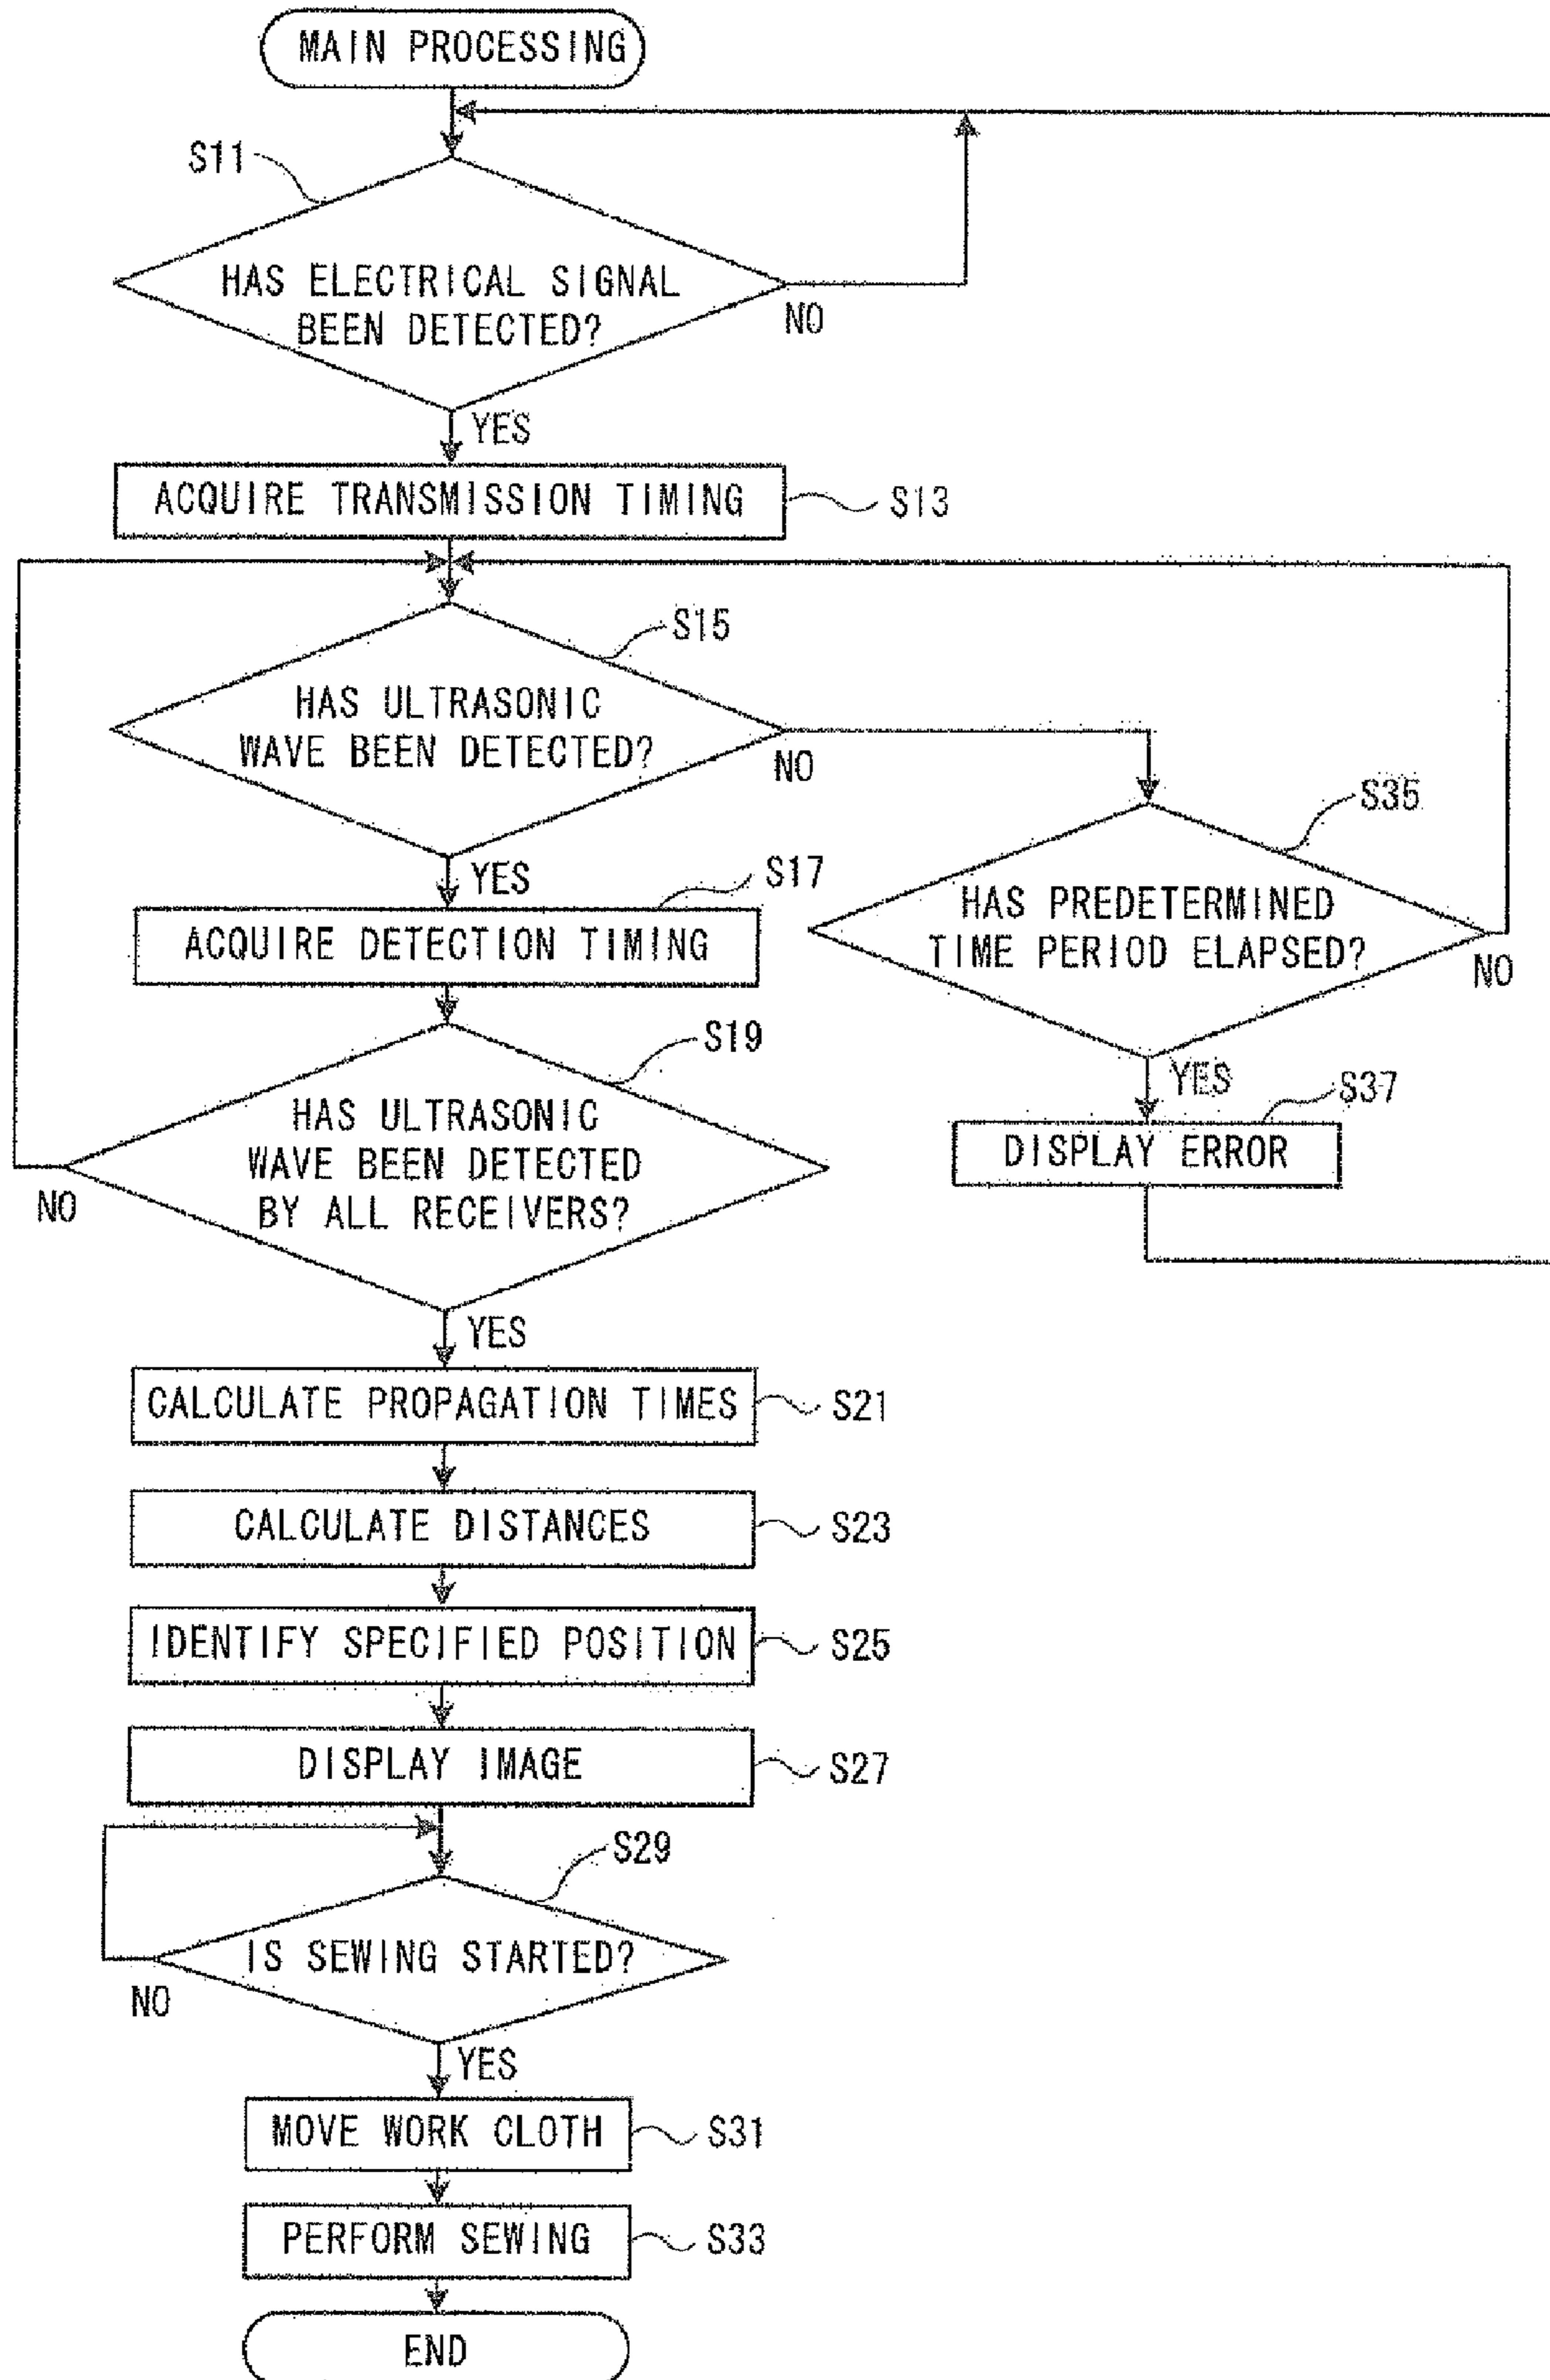 MAIN PROCESSING
S11
HAS ELECTRICAL SIGNAL
BEEN DETECTED?
NO
YES
ACQUIRE TRANSMISSION TIMING
S13
S15
HAS ULTRASONIC
WAVE BEEN DETECTED?
NO
S35
HAS PREDETERMINED
TIME PERIOD ELAPSED?
NO
YES
S17
ACQUIRE DETECTION TIMING
S19
HAS ULTRASONIC
WAVE BEEN DETECTED
BY ALL RECEIVERS?
NO
YES
S37
DISPLAY ERROR
YES
CALCULATE PROPAGATION TIMES
S21
CALCULATE DISTANCES
S23
IDENTIFY SPECIFIED POSITION
S25
DISPLAY IMAGE
S27
S29
IS SEWING STARTED?
NO
YES
MOVE WORK CLOTH
S31
PERFORM SEWING
S33
END